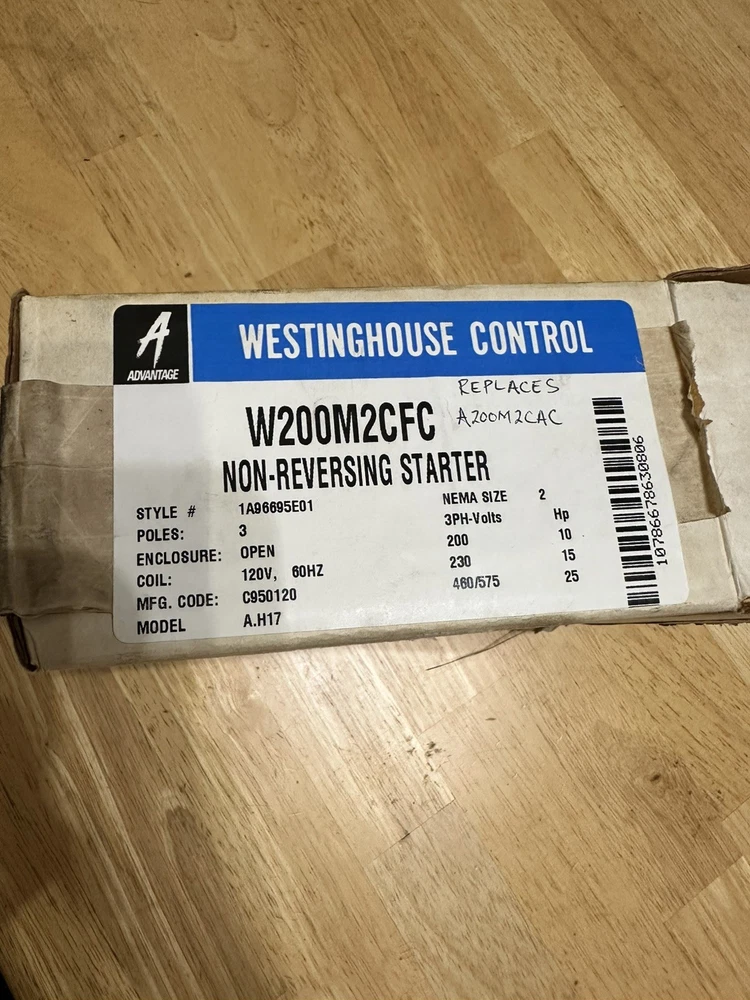 A
ADVANTAGE
WESTINGHOUSE CONTROL
REPLACES
A200M2CAC
W200M2CFC
NON-REVERSING STARTER
STYLE # 1A96695E01
POLES: 3
ENCLOSURE: OPEN
COIL: 120V, 60HZ
MFG. CODE: C950120
MODEL A.H17
NEMA SIZE 2
3PH-Volts Hp
200 10
230 15
460/575 25
10786678630806